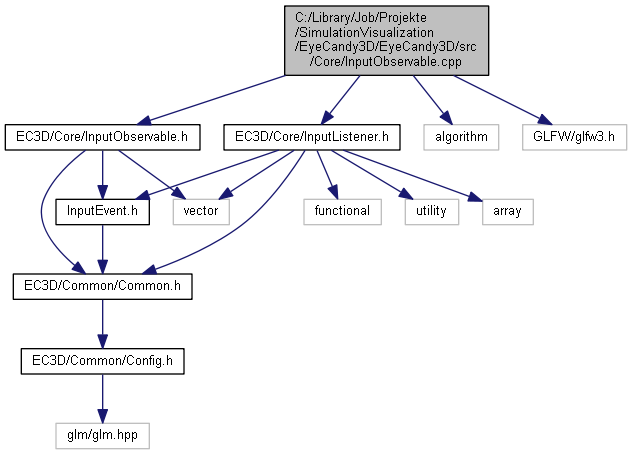 C:/Library/Job/Projekte
/SimulationVisualization
/EyeCandy3D/EyeCandy3D/src
/Core/InputObservable.cpp
EC3D/Core/InputObservable.h
EC3D/Core/InputListener.h
algorithm
GLFW/glfw3.h
InputEvent.h
vector
functional
utility
array
EC3D/Common/Common.h
EC3D/Common/Config.h
glm/glm.hpp